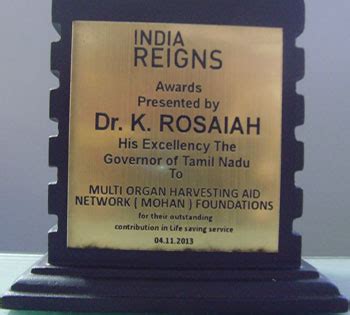 INDIA
REIGNS
Awards
Presented by
Dr. K. ROSAIAH
His Excellency The
Governor of Tamil Nadu
To
MULTI ORGAN HARVESTING AID
NETWORK ( MOHAN ) FOUNDATIONS
for their outstanding
contribution in Life saving service
04.11.2013